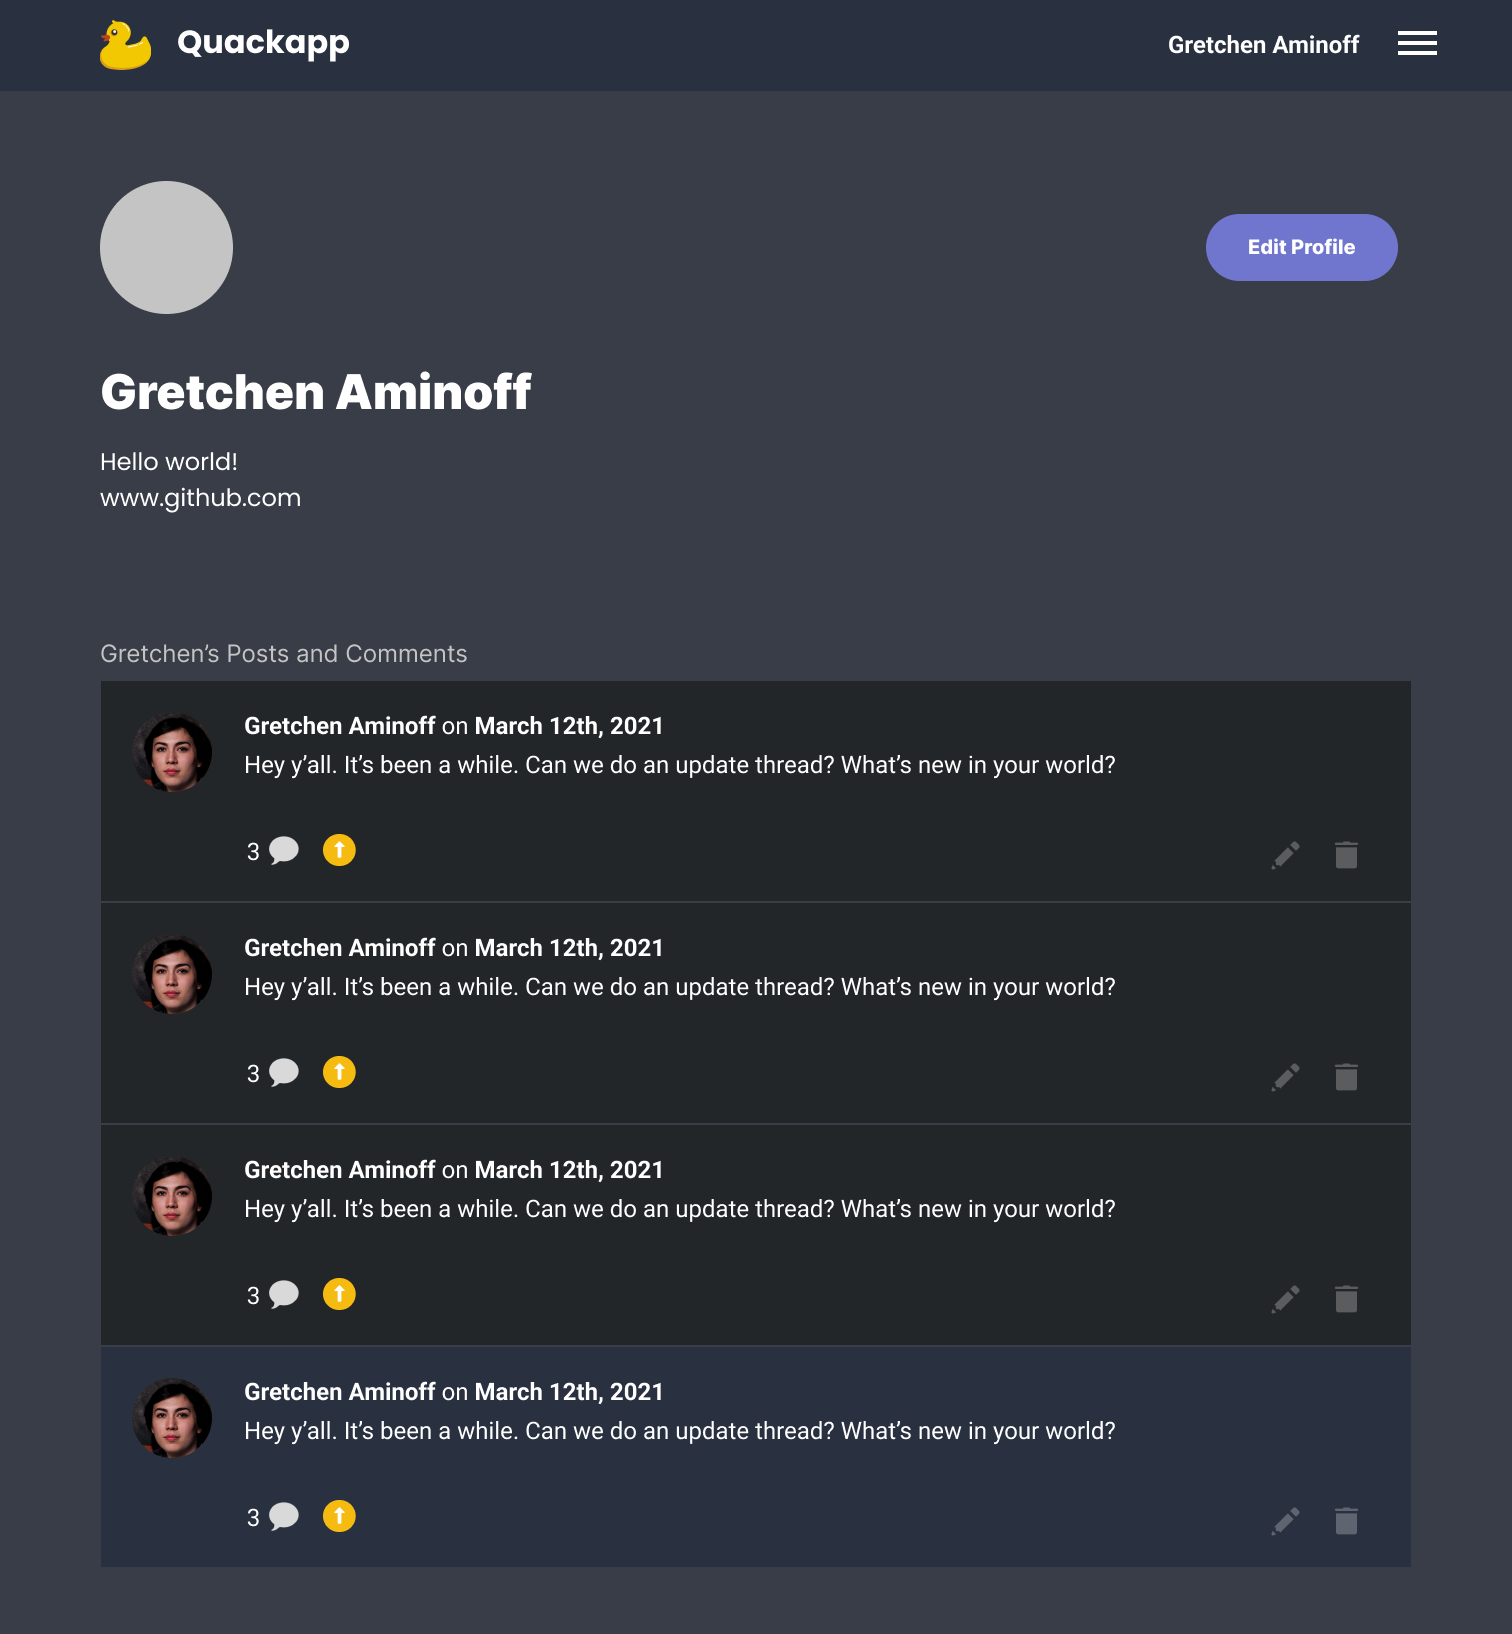 Quackapp
Gretchen Aminoff
Edit Profile
Gretchen Aminoff
Hello world!
www.github.com
Gretchen’s Posts and Comments
Gretchen Aminoff on March 12th, 2021
Hey y’all. It’s been a while. Can we do an update thread? What’s new in your world?
3
Gretchen Aminoff on March 12th, 2021
Hey y’all. It’s been a while. Can we do an update thread? What’s new in your world?
3
Gretchen Aminoff on March 12th, 2021
Hey y’all. It’s been a while. Can we do an update thread? What’s new in your world?
3
Gretchen Aminoff on March 12th, 2021
Hey y’all. It’s been a while. Can we do an update thread? What’s new in your world?
3